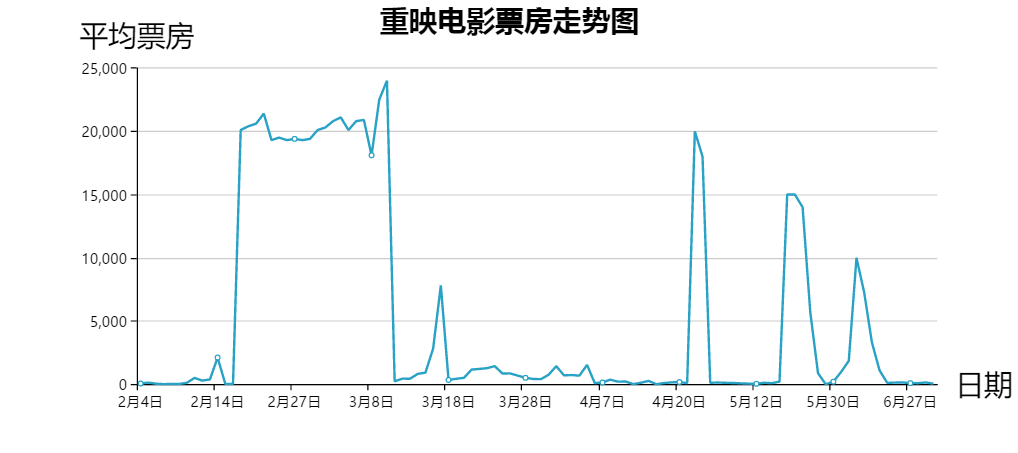 重映电影票房走势图
平均票房
25,000
20,000
15,000
10,000
5,000
0
2月4日 2月14日 2月27日 3月8日 3月18日 3月28日 4月7日 4月20日 5月12日 5月30日 6月27日
日期